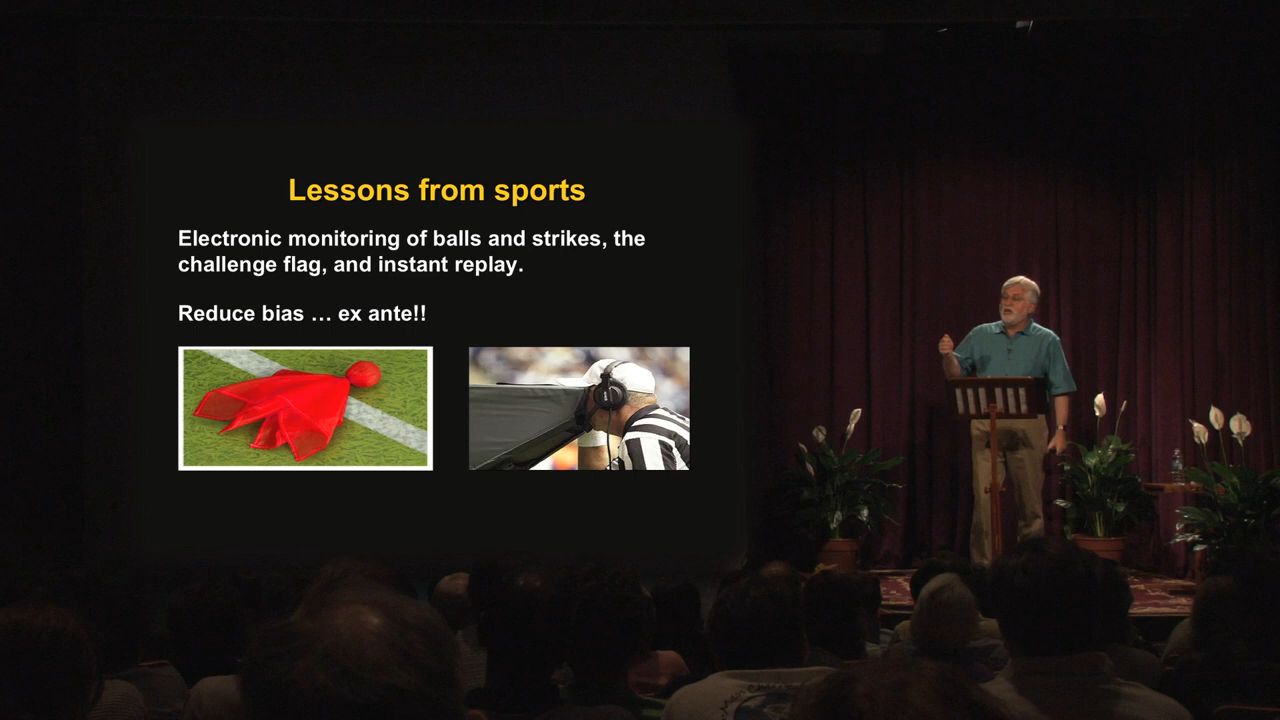 Lessons from sports
Electronic monitoring of balls and strikes, the
challenge flag, and instant replay.
Reduce bias … ex ante!!